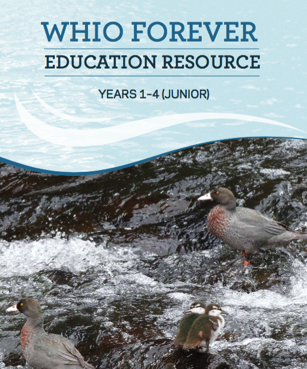 WHIO FOREVER
EDUCATION RESOURCE
YEARS 1–4 (JUNIOR)